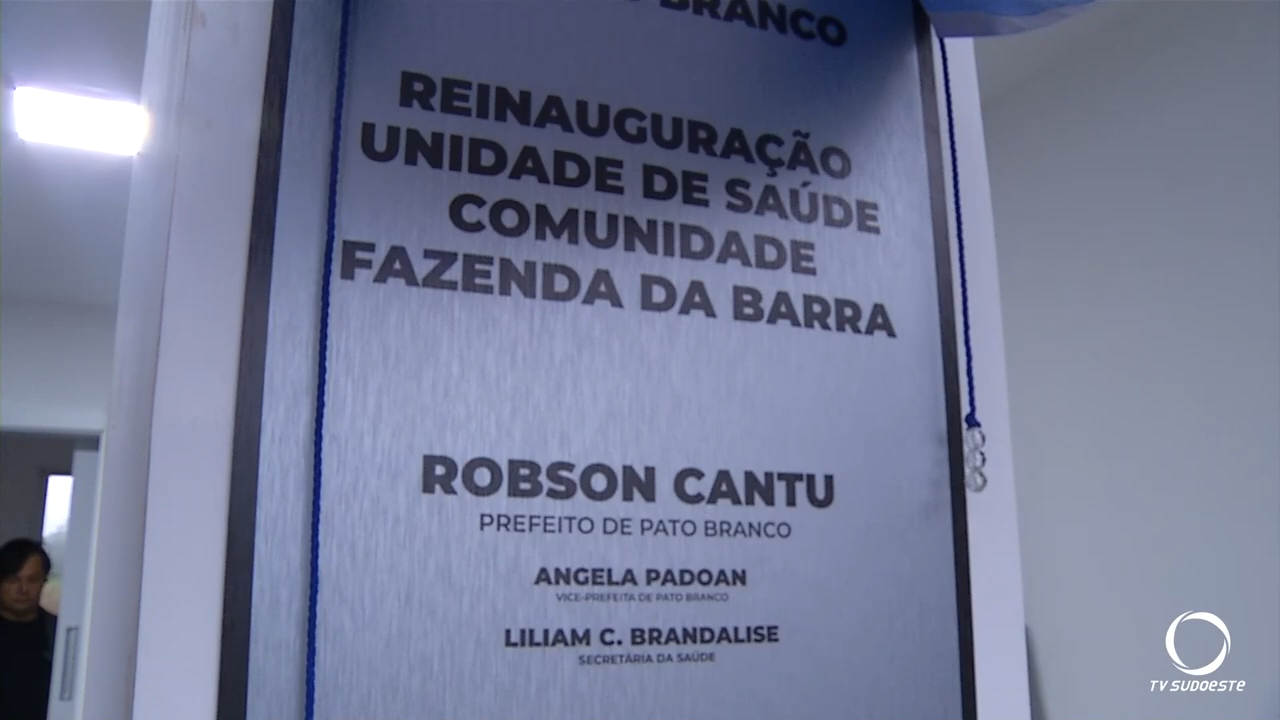 BRANCO
REINAUGURAÇÃO
UNIDADE DE SAÚDE
COMUNIDADE
FAZENDA DA BARRA
ROBSON CANTU
PREFEITO DE PATO BRANCO
ANGELA PADOAN
VICE-PREFEITA DE PATO BRANCO
LILIAM C. BRANDALISE
SECRETÁRIA DA SAÚDE
TV SUDOESTE